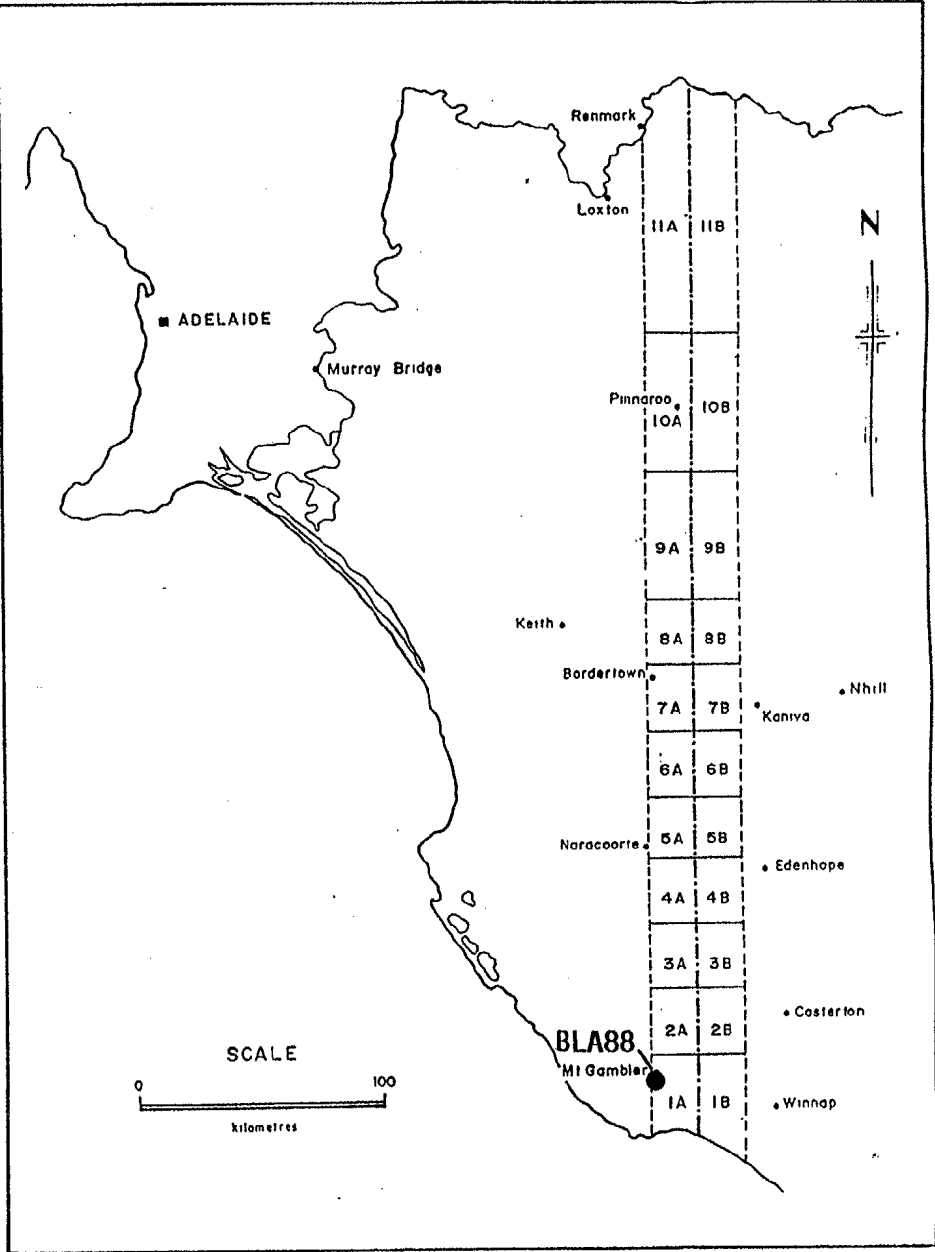 Renmark
Loxton
11A 11B
N
ADELAIDE
Murray Bridge
Pinnaroo
10A 10B
9A 9B
Keith
8A 8B
Bordertown
Nhill
7A 7B
Kaniva
6A 6B
Naracoorte
5A 5B
Edenhope
4A 4B
3A 3B
Casterton
2A 2B
BLA88
SCALE
Mt Gambier
0 100
1A 1B
Winnap
kilometres